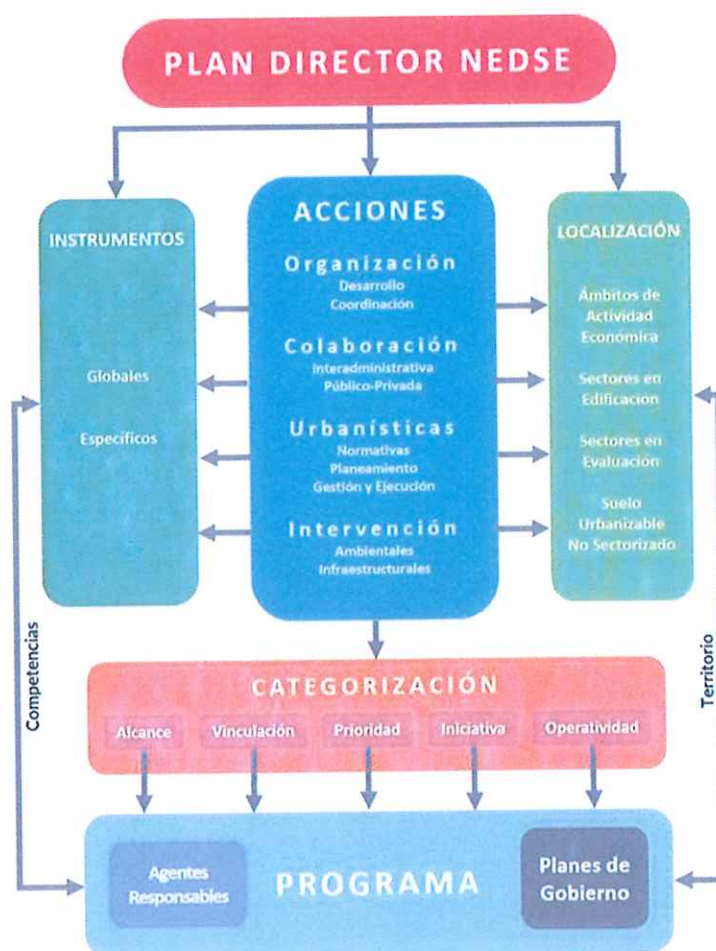 PLAN DIRECTOR NEDSE
INSTRUMENTOS
Globales
Específicos
ACCIONES
Organización
Desarrollo
Coordinación
Colaboración
Interadministrativa
Público-Privada
Urbanísticas
Normativas
Planeamiento
Gestión y Ejecución
Intervención
Ambientales
Infraestructurales
LOCALIZACIÓN
Ámbitos de
Actividad
Económica
Sectores en
Edificación
Sectores en
Evaluación
Suelo
Urbanizable
No Sectorizado
Competencias
Territorio
CATEGORIZACIÓN
Alcance
Vinculación
Prioridad
Iniciativa
Operatividad
Agentes
Responsables
PROGRAMA
Planes de
Gobierno